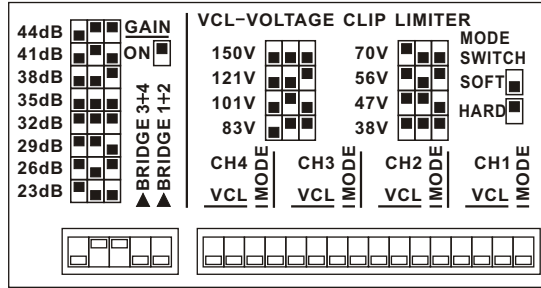 VCL-VOLTAGE CLIP LIMITER
44dB GAIN
41dB ON
38dB
35dB
32dB
29dB
26dB
23dB
▲BRIDGE 3+4
▲BRIDGE 1+2
150V 70V MODE
121V 56V SWITCH
101V 47V SOFT
83V 38V HARD
CH4 CH3 CH2 CH1
VCL MODE VCL MODE VCL MODE VCL MODE